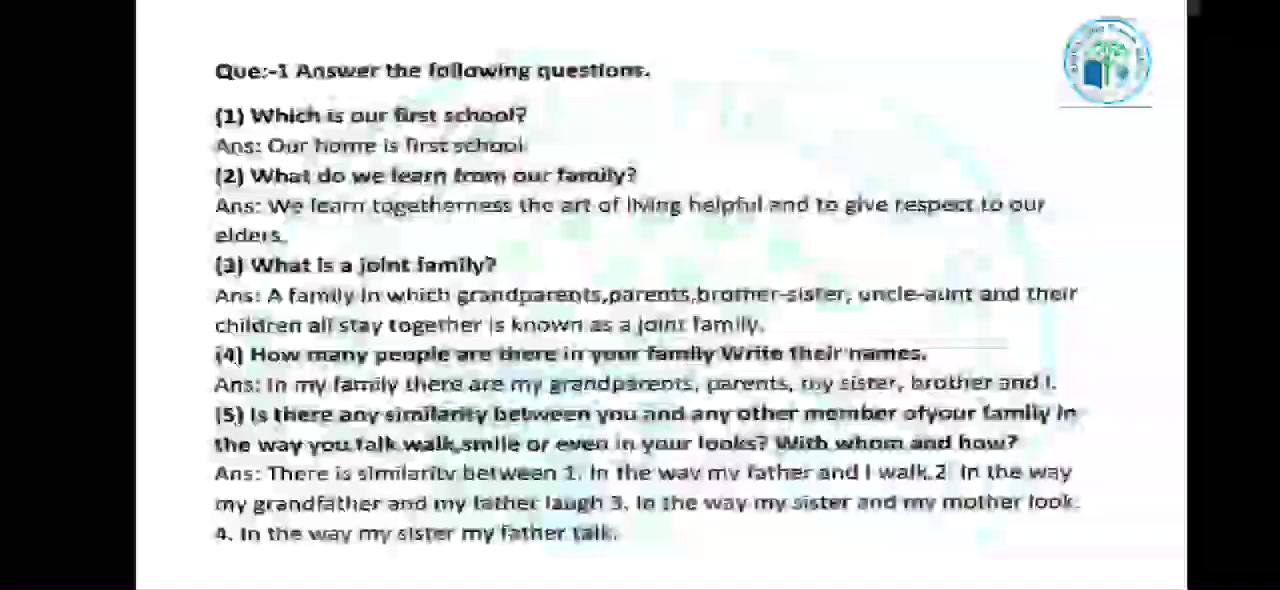 Que:-1 Answer the following questions.
(1) Which is our first school?
Ans: Our home is first school
(2) What do we learn from our family?
Ans: We learn togetherness the art of living helpful and to give respect to our
elders.
(3) What is a joint family?
Ans: A family in which grandparents,parents,brother-sister, uncle-aunt and their
children all stay together is known as a joint family.
(4) How many people are there in your family Write their names.
Ans: In my family there are my grandparents, parents, my sister, brother and I.
(5) Is there any similarity between you and any other member ofyour family in
the way you talk walk,smile or even in your looks? With whom and how?
Ans: There is similarity between 1. In the way my father and I walk.2. In the way
my grandfather and my father laugh 3. In the way my sister and my mother look.
4. In the way my sister my father talk.